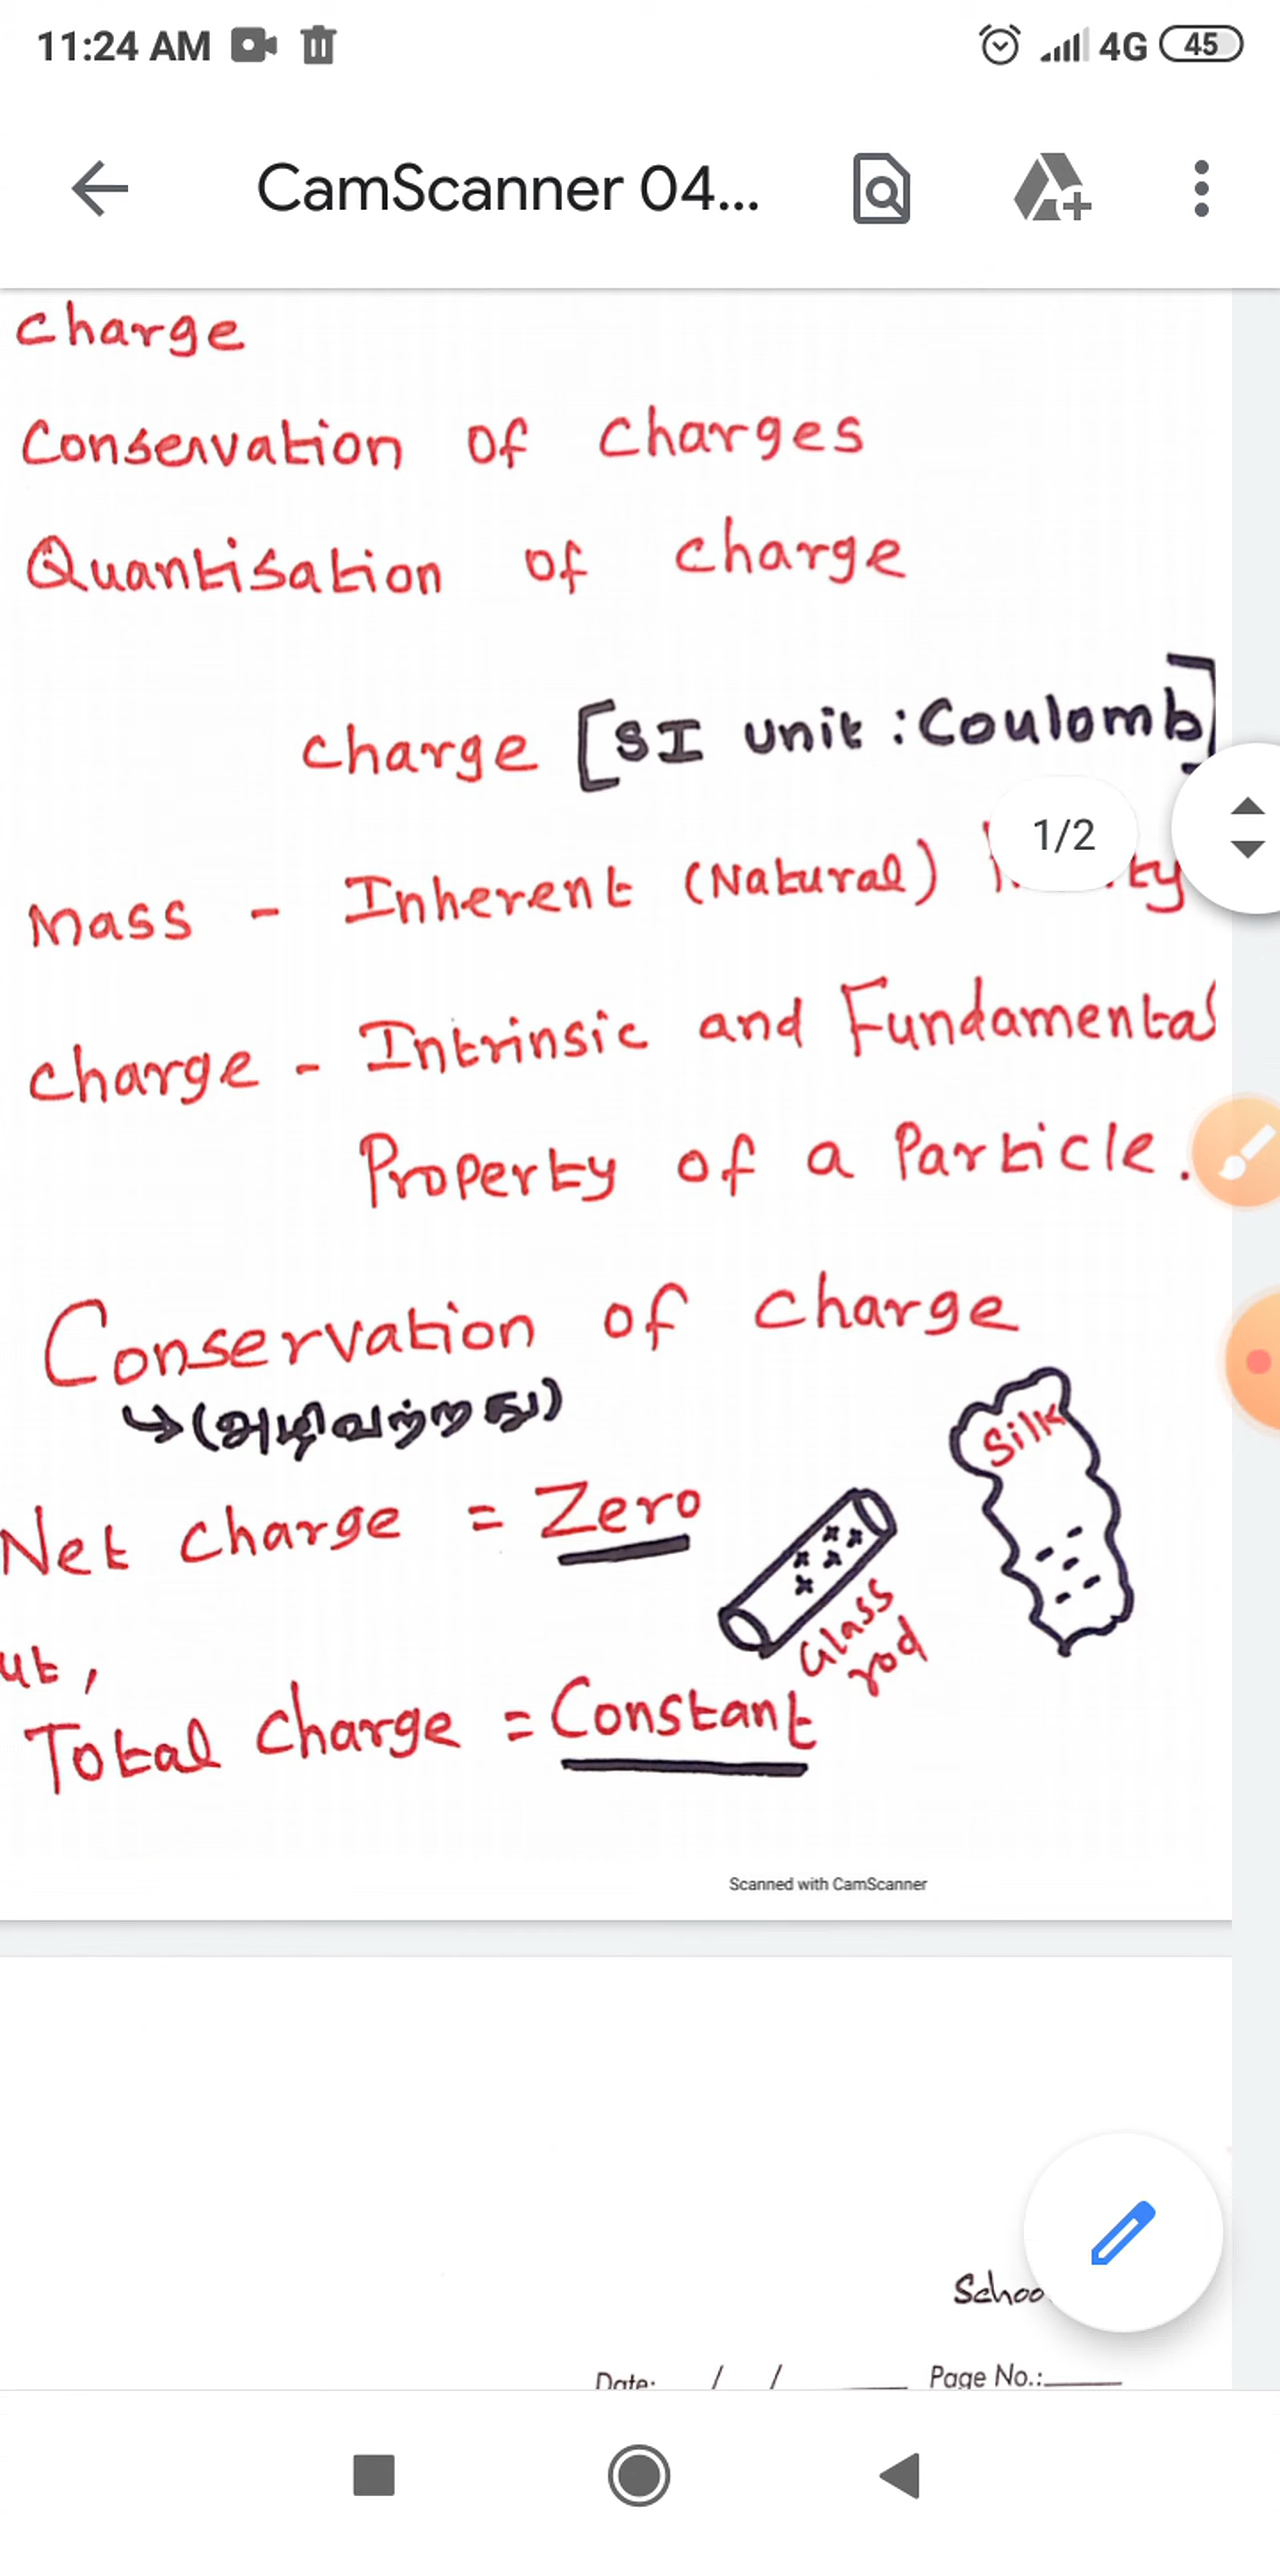 11:24 AM 4G 45
CamScanner 04...
Charge
Conservation of Charges
Quantisation of Charge
Charge [SI unit : Coulomb]
1/2
Mass - Inherent (Natural)
Charge - Intrinsic and Fundamental
Property of a Particle.
Conservation of Charge
↳ (அழிவற்றது)
Silk
Net Charge = Zero
Glass
rod
ut,
Total Charge = Constant
Scanned with CamScanner
Schoo
Date: / / Page No.: